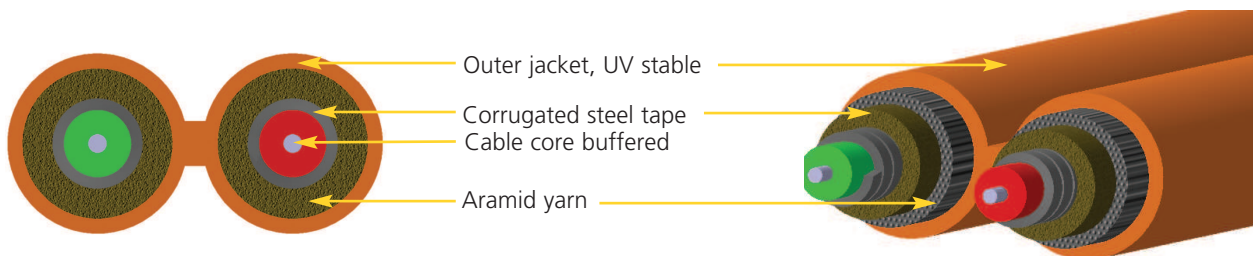 Outer jacket, UV stable
Corrugated steel tape
Cable core buffered
Aramid yarn